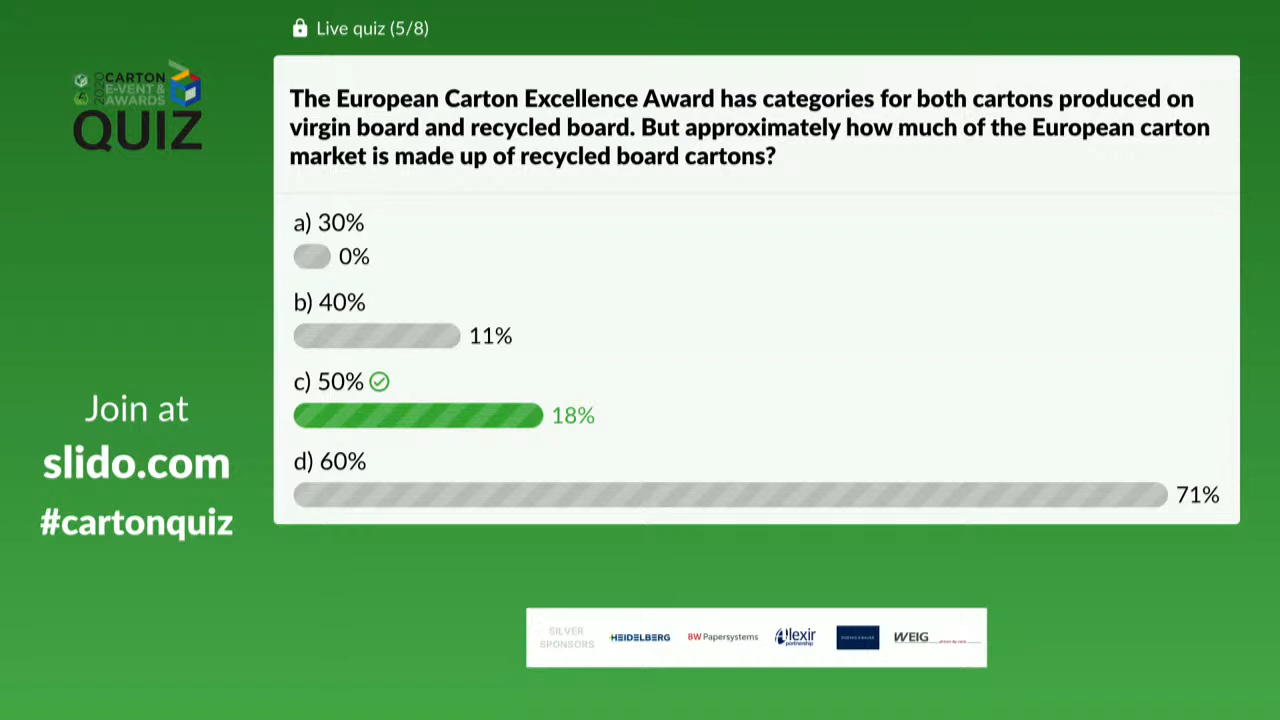 Live quiz (5/8)
2020
CARTON
E-VENT &
AWARDS
QUIZ
The European Carton Excellence Award has categories for both cartons produced on
virgin board and recycled board. But approximately how much of the European carton
market is made up of recycled board cartons?
a) 30%
0%
b) 40%
11%
c) 50%
18%
d) 60%
71%
Join at
slido.com
#cartonquiz
SILVER
SPONSORS
HEIDELBERG
BW Papersystems
Alexir
partnership
WEIG